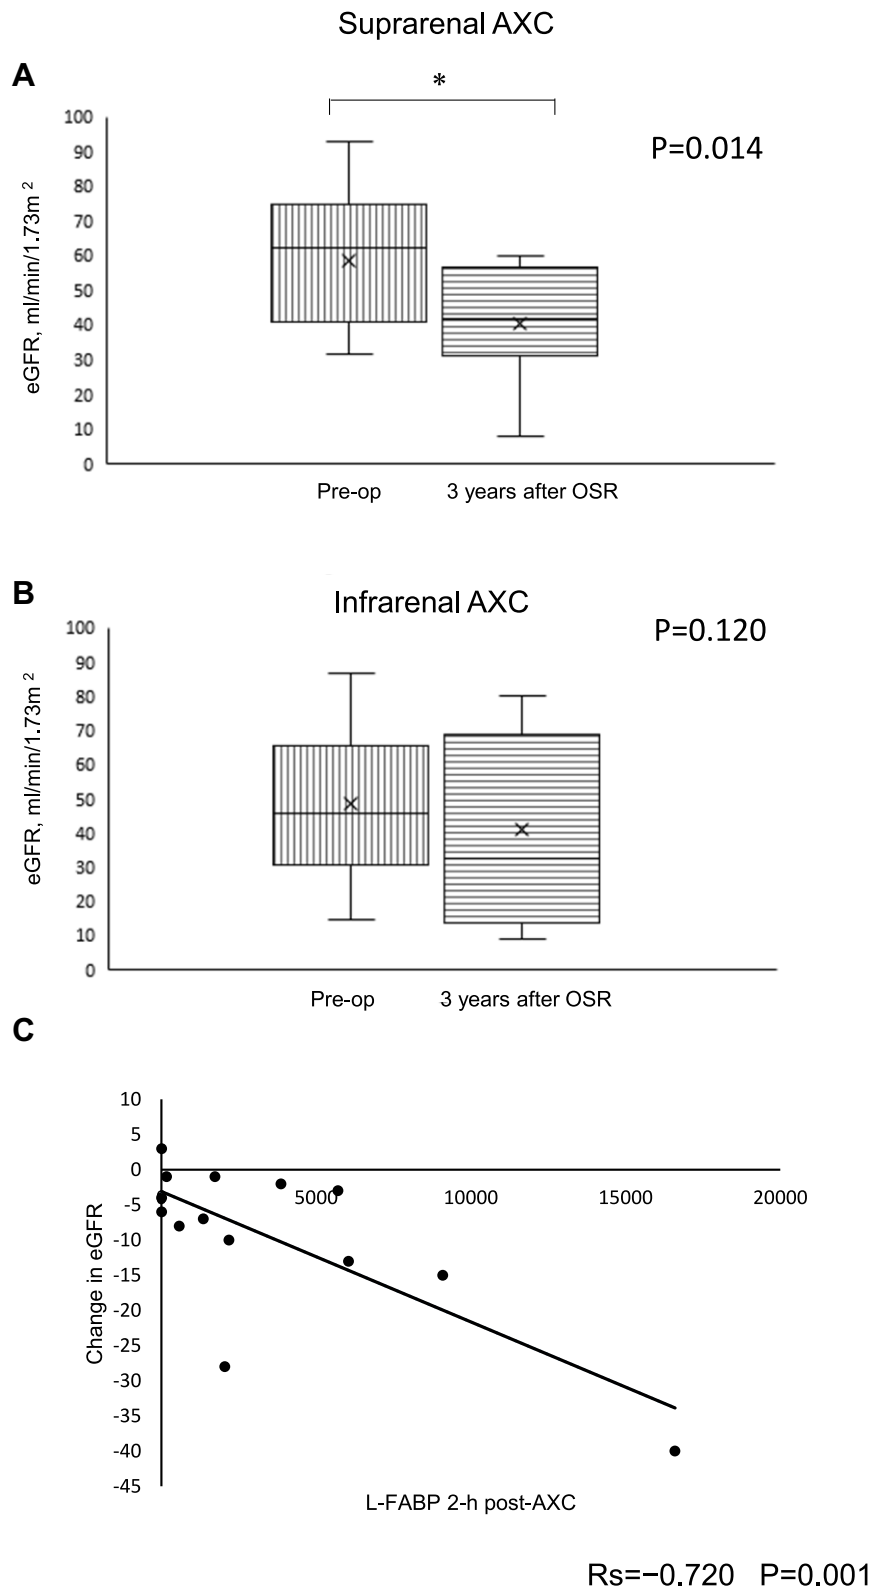 Suprarenal AXC
A
*
P=0.014
eGFR, ml/min/1.73m 2
100
90
80
70
60
50
40
30
20
10
0
Pre-op 3 years after OSR
B
Infrarenal AXC
P=0.120
eGFR, ml/min/1.73m 2
100
90
80
70
60
50
40
30
20
10
0
Pre-op 3 years after OSR
C
Change in eGFR
10
5
0
-5
-10
-15
-20
-25
-30
-35
-40
-45
5000 10000 15000 20000
L-FABP 2-h post-AXC
Rs=−0.720 P=0.001